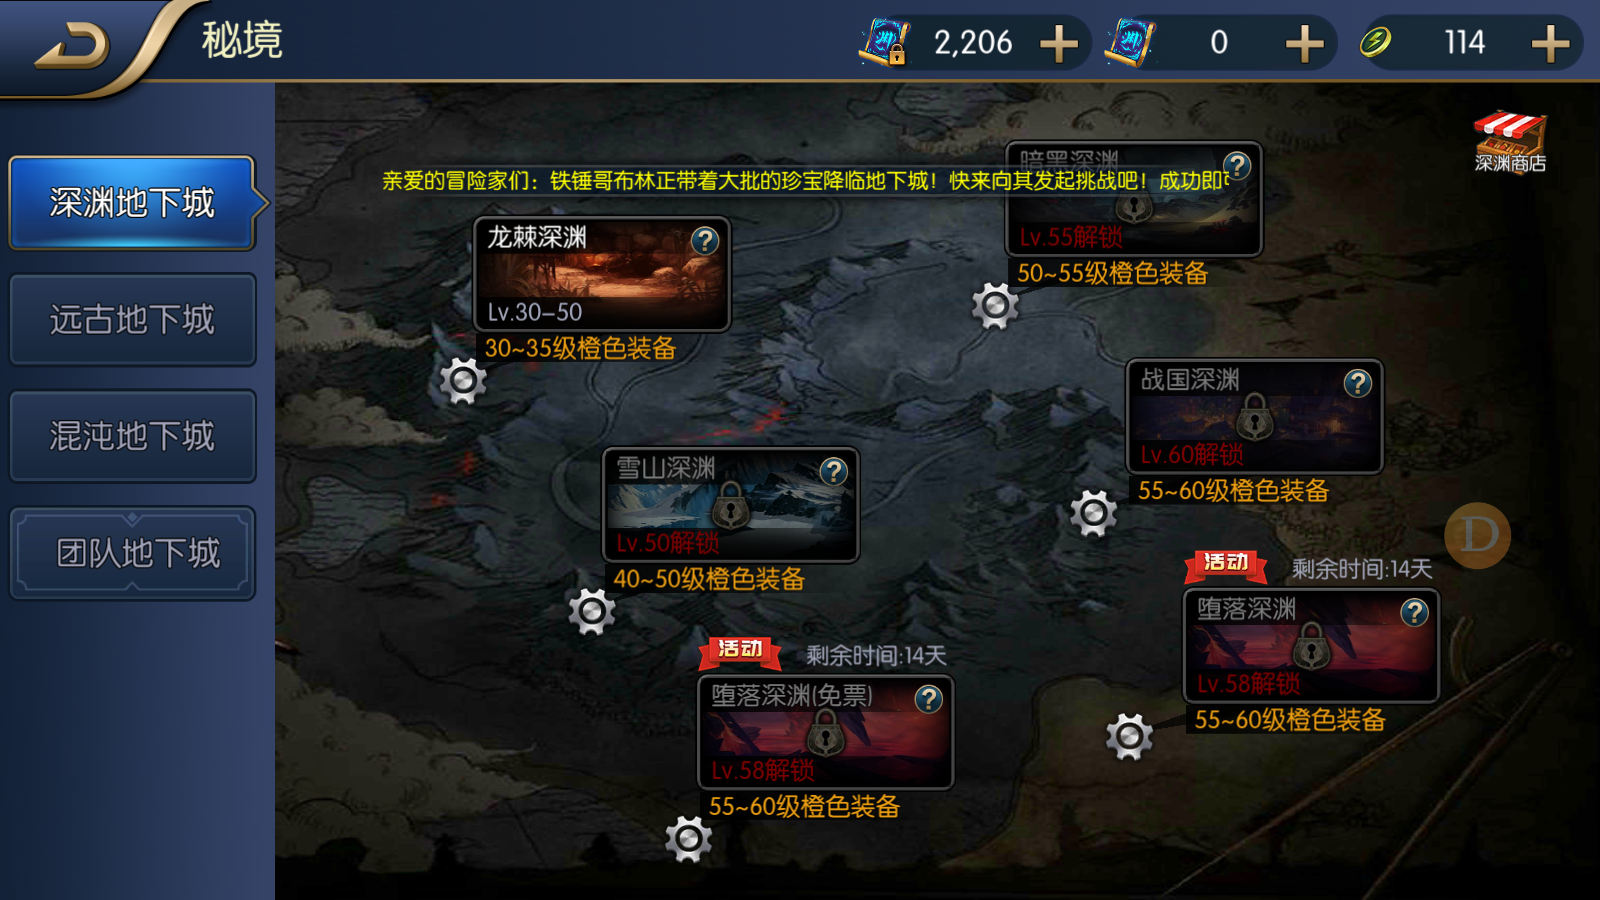 秘境
2,206
0
114
深渊地下城
远古地下城
混沌地下城
团队地下城
深渊商店
亲爱的冒险家们：铁锤哥布林正带着大批的珍宝降临地下城！快来向其发起挑战吧！成功即可
暗黑深渊
Lv.55解锁
50~55级橙色装备
龙棘深渊
Lv.30-50
30~35级橙色装备
战国深渊
Lv.60解锁
55~60级橙色装备
雪山深渊
Lv.50解锁
40~50级橙色装备
活动
剩余时间:14天
堕落深渊
Lv.58解锁
55~60级橙色装备
活动
剩余时间:14天
堕落深渊(免票)
Lv.58解锁
55~60级橙色装备
D